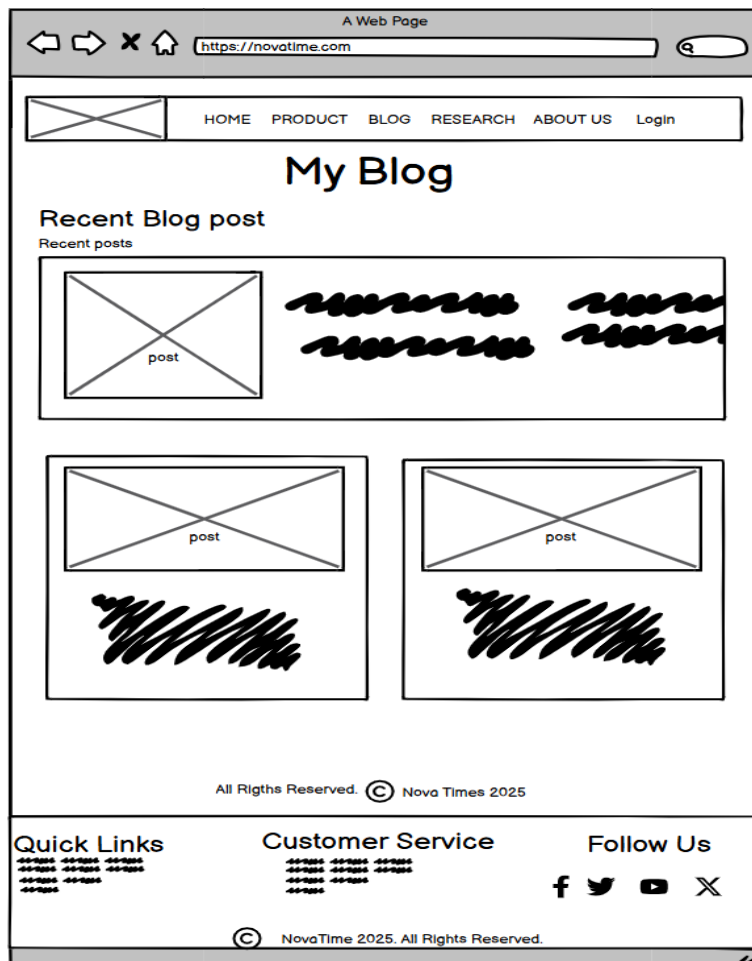 A Web Page
https://novatime.com
HOME PRODUCT BLOG RESEARCH ABOUT US Login
My Blog
Recent Blog post
Recent posts
post
post post
All Rigths Reserved. © Nova Times 2025
Quick Links Customer Service Follow Us
© NovaTime 2025. All Rights Reserved.